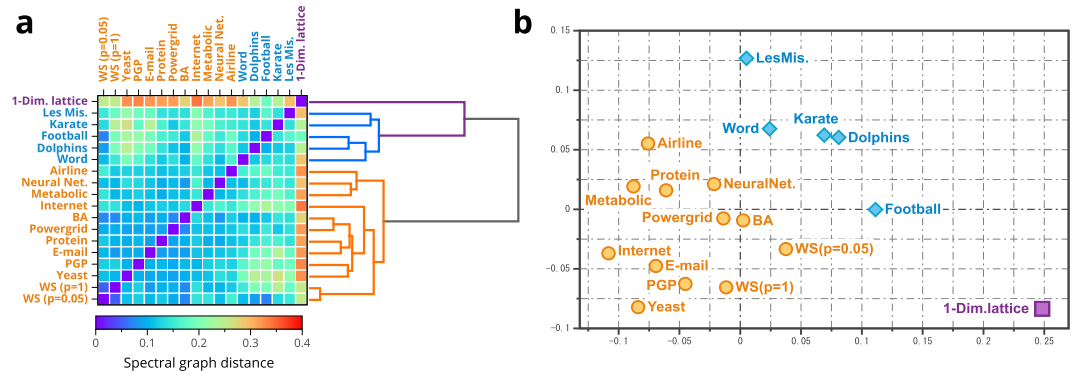 a
WS (p=0.05)
WS (p=1)
Yeast
PGP
E-mail
Protein
Powergrid
BA
Internet
Metabolic
Neural Net.
Airline
Word
Dolphins
Football
Karate
Les Mis.
1-Dim. lattice
1-Dim. lattice
Les Mis.
Karate
Football
Dolphins
Word
Airline
Neural Net.
Metabolic
Internet
BA
Powergrid
Protein
E-mail
PGP
Yeast
WS (p=1)
WS (p=0.05)
0 0.1 0.2 0.3 0.4
Spectral graph distance
b
0.15
0.1
0.05
0
−0.05
−0.1
LesMis.
Karate
Word
Dolphins
Airline
Protein
NeuralNet.
Metabolic
Football
Powergrid
BA
WS(p=0.05)
Internet
E-mail
PGP
WS(p=1)
Yeast
1-Dim.lattice
−0.1 −0.05 0 0.05 0.1 0.15 0.2 0.25